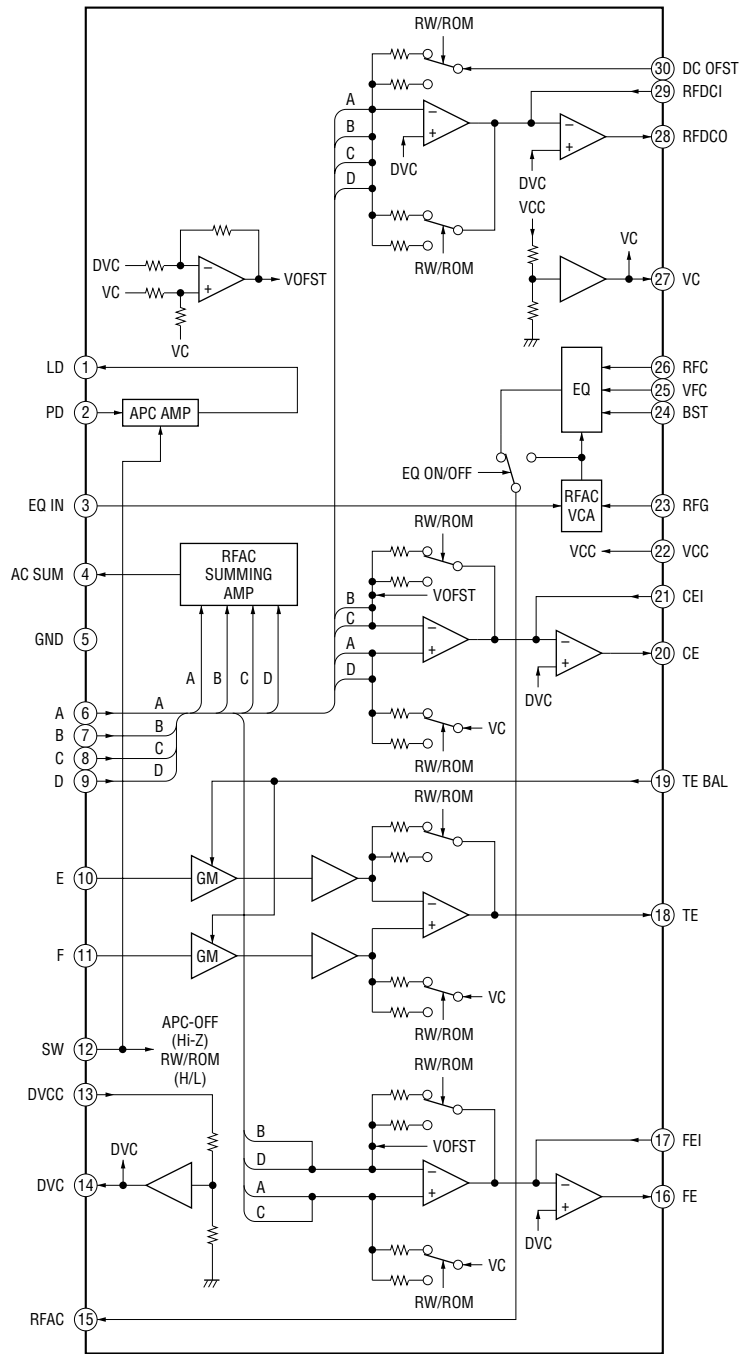 RW/ROM
30 DC OFST
29 RFDCI
A
B
C
D
DVC
28 RFDCO
DVC
VCC
RW/ROM
DVC
VC
VOFST
VC
VC
27 VC
LD 1
PD 2
APC AMP
EQ
26 RFC
25 VFC
24 BST
EQ ON/OFF
EQ IN 3
RFAC
VCA
23 RFG
RW/ROM
VCC
22 VCC
AC SUM 4
RFAC
SUMMING
AMP
VOFST
21 CEI
B
C
A
D
GND 5
20 CE
DVC
A B C D
VC
RW/ROM
A 6 A
B 7 B
C 8 C
D 9 D
19 TE BAL
RW/ROM
E 10
GM
18 TE
F 11
GM
VC
RW/ROM
SW 12
APC-OFF
(Hi-Z)
RW/ROM
(H/L)
RW/ROM
DVCC 13
B
D
A
C
VOFST
17 FEI
DVC
DVC 14
16 FE
DVC
VC
RW/ROM
RFAC 15